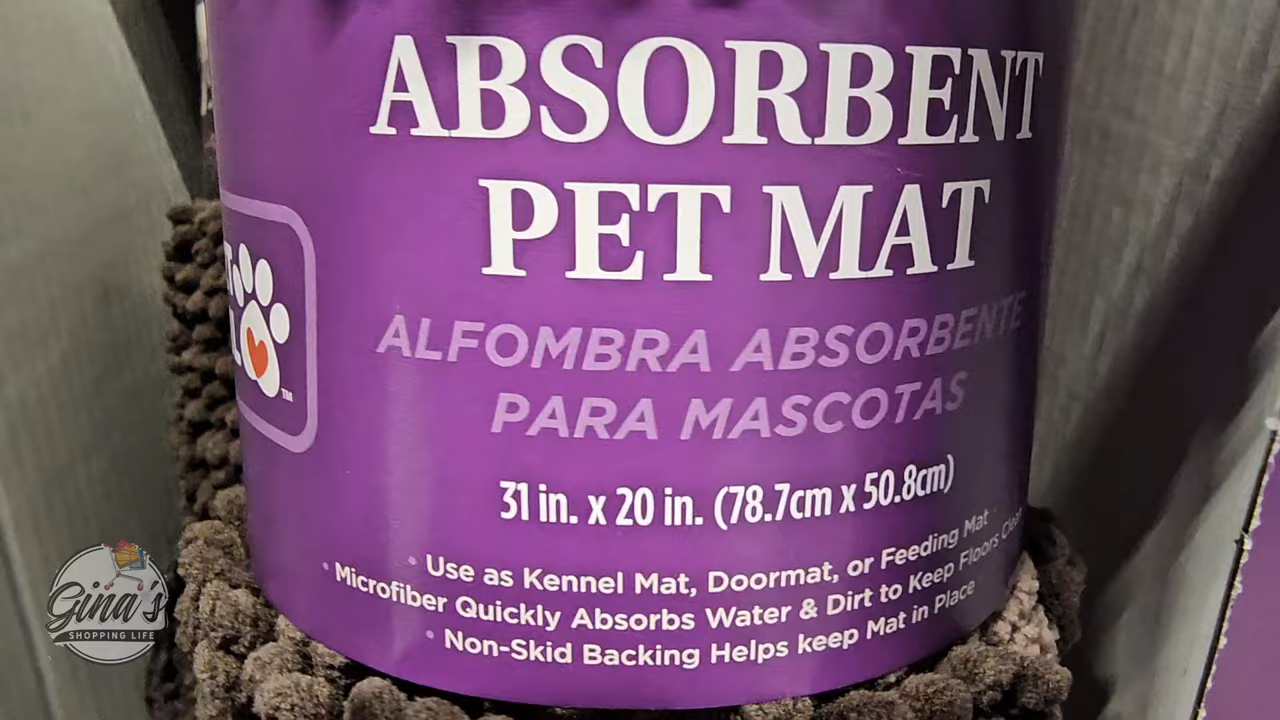 ABSORBENT
PET MAT
ALFOMBRA ABSORBENTE
PARA MASCOTAS
31 in. x 20 in. (78.7cm x 50.8cm)
• Use as Kennel Mat, Doormat, or Feeding Mat
• Microfiber Quickly Absorbs Water & Dirt to Keep Floors Clean
• Non-Skid Backing Helps keep Mat in Place
TM
Gina's
SHOPPING LIFE